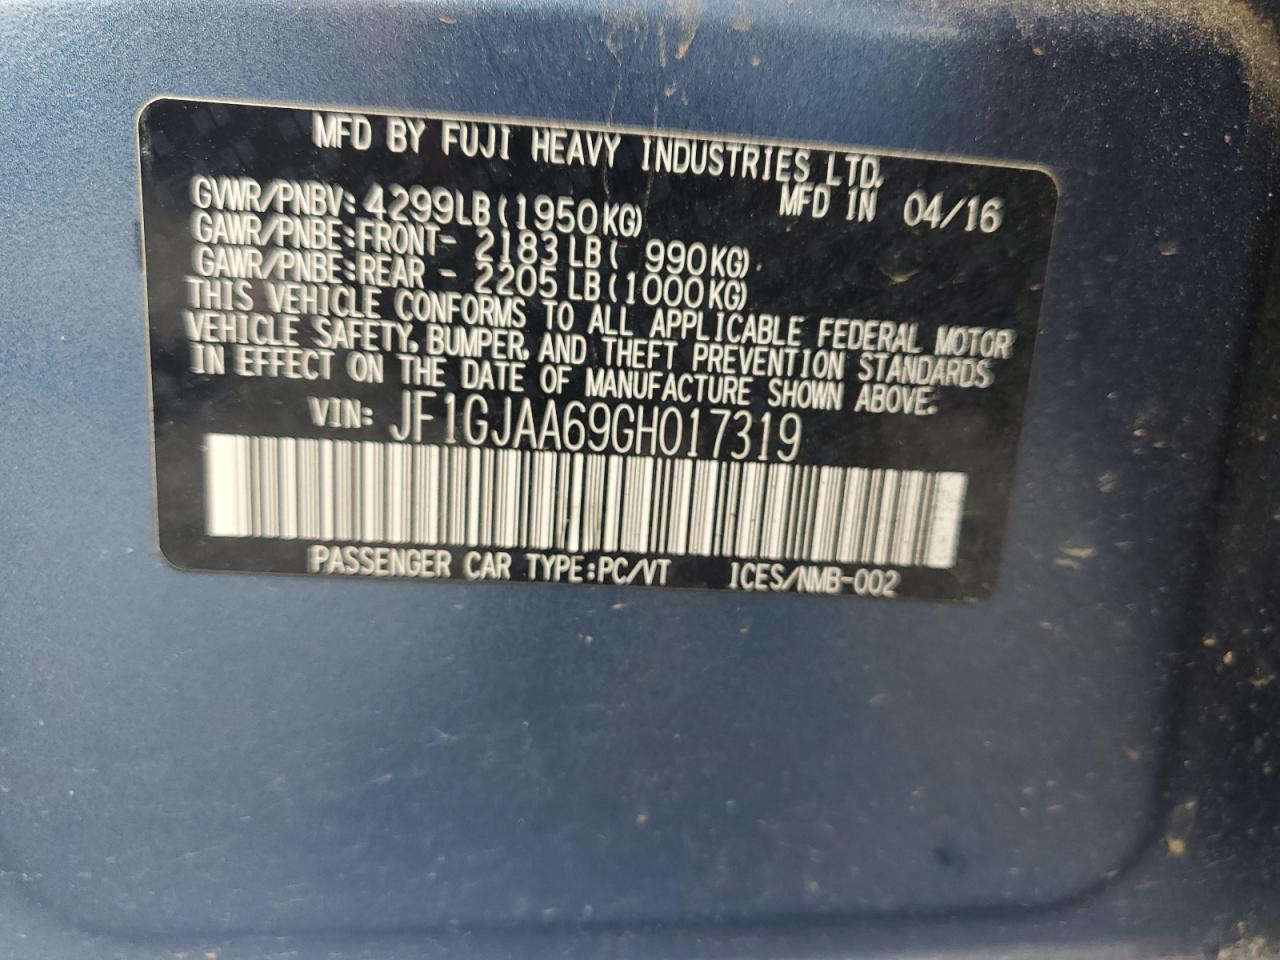 MFD BY FUJI HEAVY INDUSTRIES LTD.
MFD IN 04/16
GVWR/PNBV: 4299LB (1950KG)
GAWR/PNBE:FRONT- 2183 LB ( 990KG)
GAWR/PNBE:REAR - 2205 LB (1000KG)
THIS VEHICLE CONFORMS TO ALL APPLICABLE FEDERAL MOTOR
VEHICLE SAFETY, BUMPER, AND THEFT PREVENTION STANDARDS
IN EFFECT ON THE DATE OF MANUFACTURE SHOWN ABOVE.
VIN: JF1GJAA69GH017319
PASSENGER CAR TYPE:PC/VT ICES/NMB-002